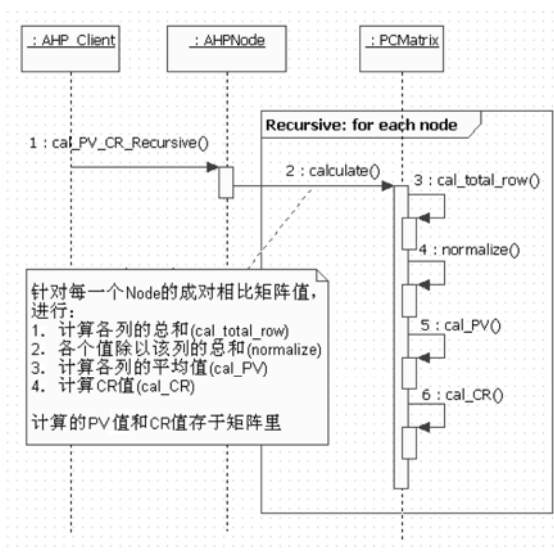 : AHP_Client
: AHPNode
: PCMatrix
Recursive: for each node
1 : cal_PV_CR_Recursive()
2 : calculate()
3 : cal_total_row()
4 : normalize()
5 : cal_PV()
6 : cal_CR()
针对每一个Node的成对相比矩阵值,
进行:
1. 计算各列的总和(cal_total_row)
2. 各个值除以该列的总和(normalize)
3. 计算各列的平均值(cal_PV)
4. 计算CR值(cal_CR)
计算的PV值和CR值存于矩阵里